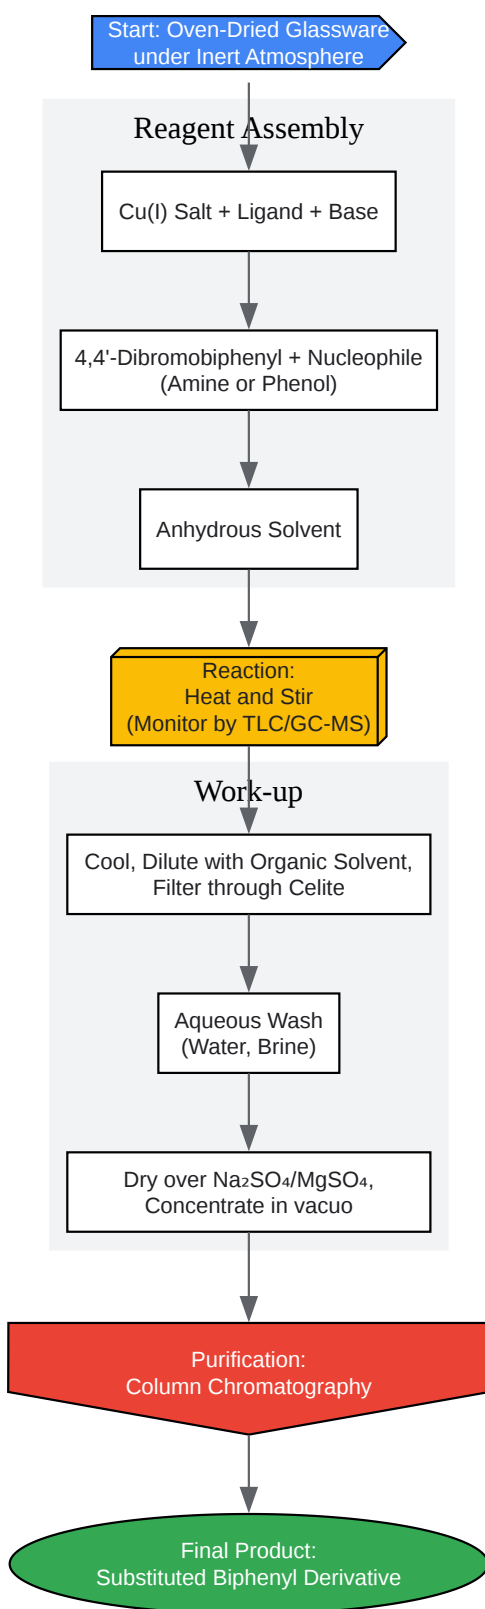 Start: Oven-Dried Glassware
under Inert Atmosphere
Reagent Assembly
Cu(I) Salt + Ligand + Base
4,4'-Dibromobiphenyl + Nucleophile
(Amine or Phenol)
Anhydrous Solvent
Reaction:
Heat and Stir
(Monitor by TLC/GC-MS)
Work-up
Cool, Dilute with Organic Solvent,
Filter through Celite
Aqueous Wash
(Water, Brine)
Dry over Na₂SO₄/MgSO₄,
Concentrate in vacuo
Purification:
Column Chromatography
Final Product:
Substituted Biphenyl Derivative